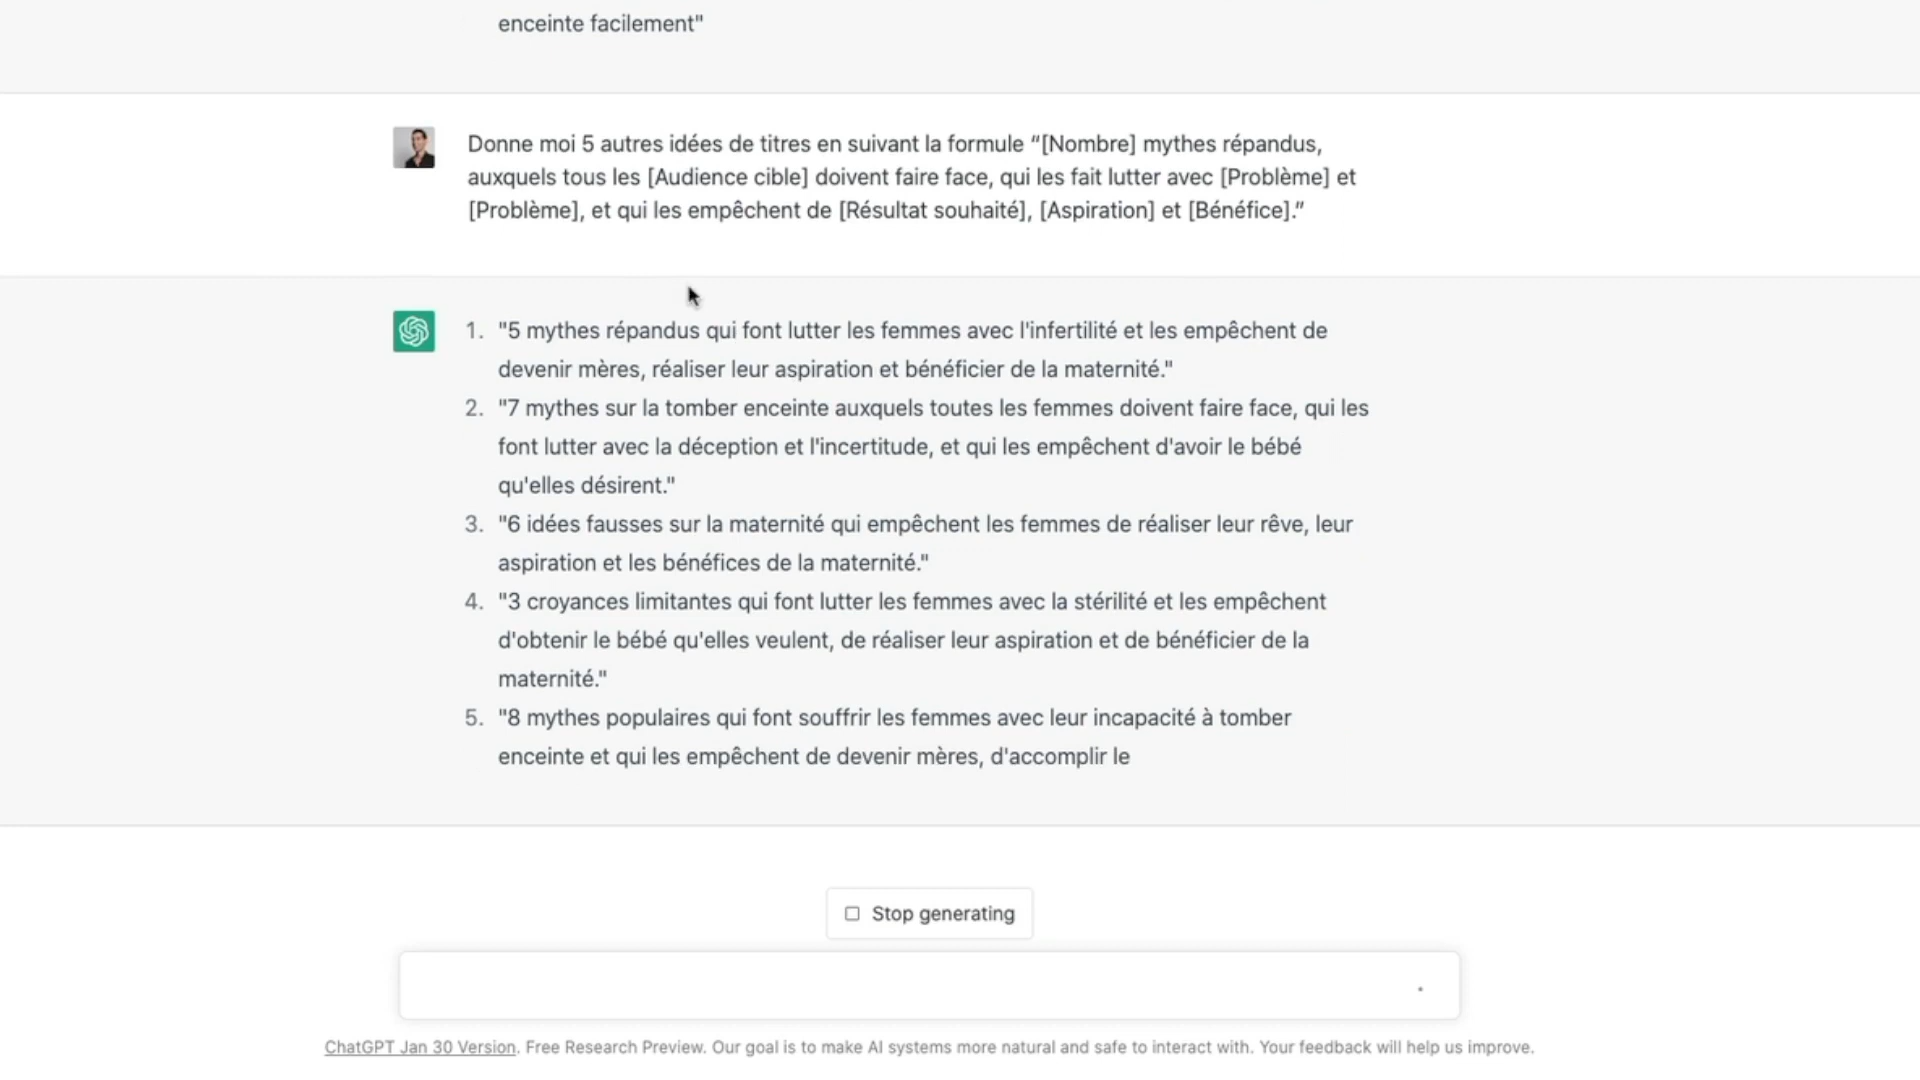 enceinte facilement"
Donne moi 5 autres idées de titres en suivant la formule “[Nombre] mythes répandus,
auxquels tous les [Audience cible] doivent faire face, qui les fait lutter avec [Problème] et
[Problème], et qui les empêchent de [Résultat souhaité], [Aspiration] et [Bénéfice].”
1. "5 mythes répandus qui font lutter les femmes avec l'infertilité et les empêchent de
devenir mères, réaliser leur aspiration et bénéficier de la maternité."
2. "7 mythes sur la tomber enceinte auxquels toutes les femmes doivent faire face, qui les
font lutter avec la déception et l'incertitude, et qui les empêchent d'avoir le bébé
qu'elles désirent."
3. "6 idées fausses sur la maternité qui empêchent les femmes de réaliser leur rêve, leur
aspiration et les bénéfices de la maternité."
4. "3 croyances limitantes qui font lutter les femmes avec la stérilité et les empêchent
d'obtenir le bébé qu'elles veulent, de réaliser leur aspiration et de bénéficier de la
maternité."
5. "8 mythes populaires qui font souffrir les femmes avec leur incapacité à tomber
enceinte et qui les empêchent de devenir mères, d'accomplir le
Stop generating
ChatGPT Jan 30 Version. Free Research Preview. Our goal is to make AI systems more natural and safe to interact with. Your feedback will help us improve.